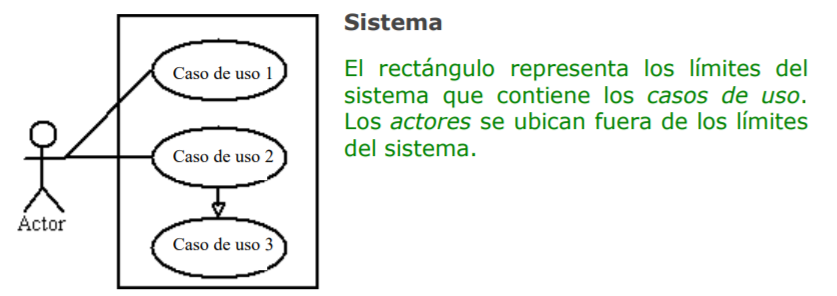 Sistema
Caso de uso 1
El rectángulo representa los límites del
sistema que contiene los casos de uso.
Los actores se ubican fuera de los límites
del sistema.
Caso de uso 2
Actor
Caso de uso 3